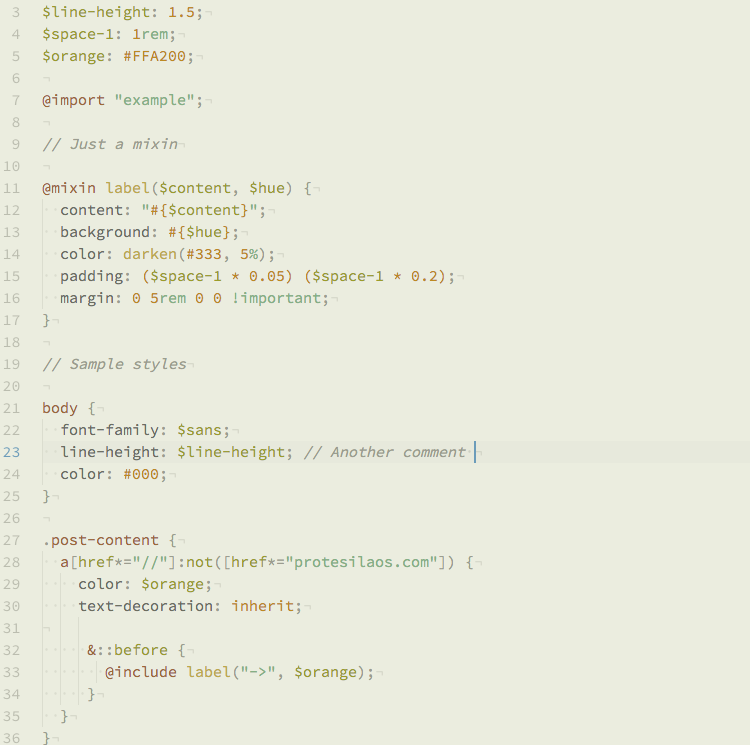 3 $line-height: 1.5;¬
4 $space-1: 1rem;¬
5 $orange: #FFA200;¬
6 ¬
7 @import "example";¬
8 ¬
9 // Just a mixin¬
10 ¬
11 @mixin label($content, $hue) {¬
12 ··content: "#{$content}";¬
13 ··background: #{$hue};¬
14 ··color: darken(#333, 5%);¬
15 ··padding: ($space-1 * 0.05) ($space-1 * 0.2);¬
16 ··margin: 0 5rem 0 0 !important;¬
17 }¬
18 ¬
19 // Sample styles¬
20 ¬
21 body {¬
22 ··font-family: $sans;¬
23 ··line-height: $line-height; // Another comment·¬
24 ··color: #000;¬
25 }¬
26 ¬
27 .post-content {¬
28 ··a[href*="//"]:not([href*="protesilaos.com"]) {¬
29 ····color: $orange;¬
30 ····text-decoration: inherit;¬
31 ¬
32 ·····&::before {¬
33 ·······@include label("->", $orange);¬
34 ·····}¬
35 ··}¬
36 }¬